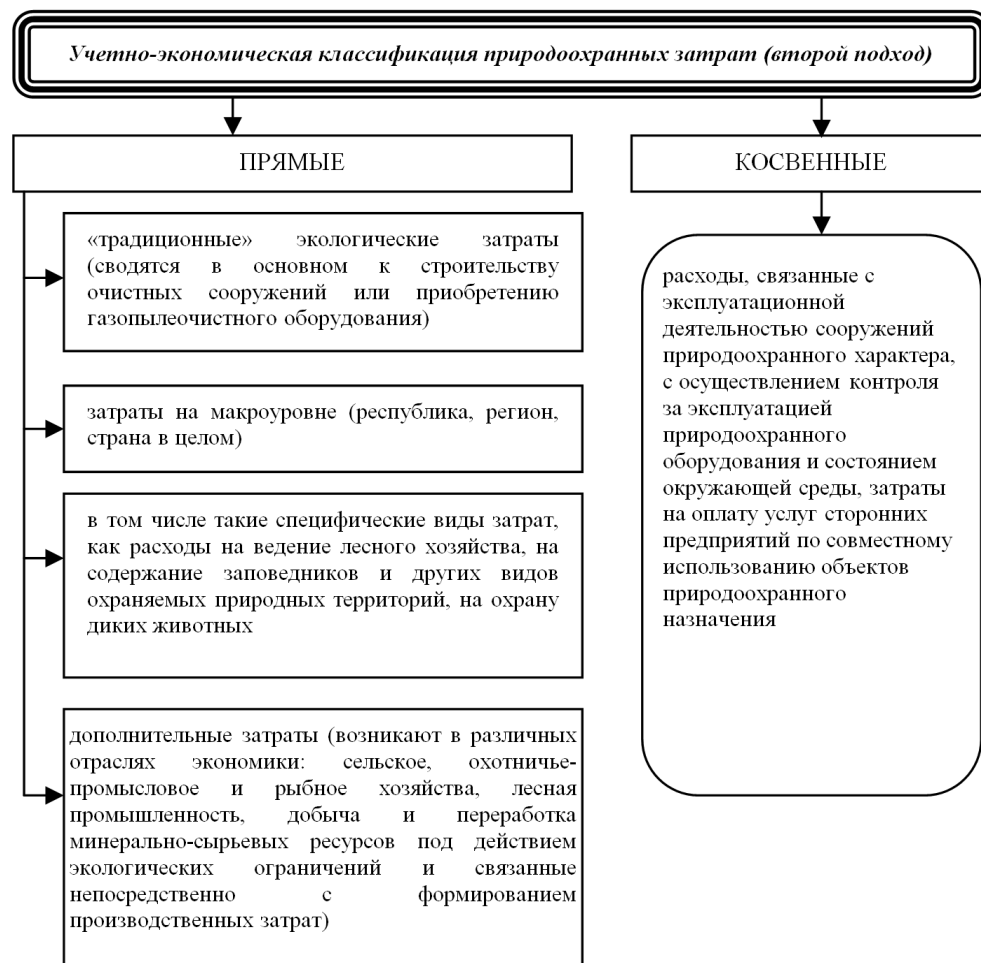 Учетно-экономическая классификация природоохранных затрат (второй подход)
ПРЯМЫЕ
«традиционные» экологические затраты
(сводятся в основном к строительству
очистных сооружений или приобретению
газопылеочистного оборудования)
затраты на макроуровне (республика, регион,
страна в целом)
в том числе такие специфические виды затрат,
как расходы на ведение лесного хозяйства, на
содержание заповедников и других видов
охраняемых природных территорий, на охрану
диких животных
дополнительные затраты (возникают в различных
отраслях экономики: сельское, охотничье-
промысловое и рыбное хозяйства, лесная
промышленность, добыча и переработка
минерально-сырьевых ресурсов под действием
экологических ограничений и связанные
непосредственно с формированием
производственных затрат)
КОСВЕННЫЕ
расходы, связанные с
эксплуатационной
деятельностью сооружений
природоохранного характера,
с осуществлением контроля
за эксплуатацией
природоохранного
оборудования и состоянием
окружающей среды, затраты
на оплату услуг сторонних
предприятий по совместному
использованию объектов
природоохранного
назначения